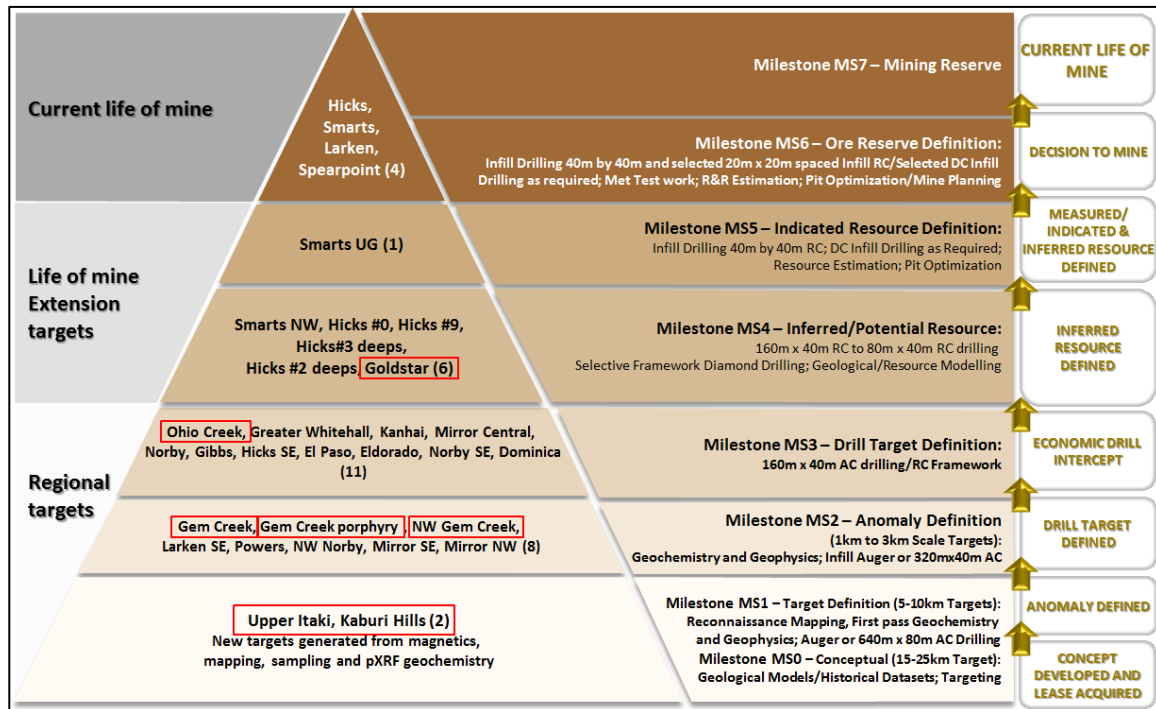 Current life of mine
Hicks,
Smarts,
Larken,
Spearpoint (4)
Milestone MS7 – Mining Reserve
CURRENT LIFE OF
MINE
Milestone MS6 – Ore Reserve Definition:
Infill Drilling 40m by 40m and selected 20m x 20m spaced Infill RC/Selected DC Infill
Drilling as required; Met Test work; R&R Estimation; Pit Optimization/Mine Planning
DECISION TO MINE
Life of mine
Extension
targets
Smarts UG (1)
Milestone MS5 – Indicated Resource Definition:
Infill Drilling 40m by 40m RC; DC Infill Drilling as Required;
Resource Estimation; Pit Optimization
MEASURED/
INDICATED &
INFERRED RESOURCE
DEFINED
Smarts NW, Hicks #0, Hicks #9,
Hicks#3 deeps,
Hicks #2 deeps, Goldstar (6)
Milestone MS4 – Inferred/Potential Resource:
160m x 40m RC to 80m x 40m RC drilling
Selective Framework Diamond Drilling; Geological/Resource Modelling
INFERRED
RESOURCE
DEFINED
Regional
targets
Ohio Creek, Greater Whitehall, Kanhai, Mirror Central,
Norby, Gibbs, Hicks SE, El Paso, Eldorado, Norby SE, Dominica
(11)
Milestone MS3 – Drill Target Definition:
160m x 40m AC drilling/RC Framework
ECONOMIC DRILL
INTERCEPT
Gem Creek, Gem Creek porphyry, NW Gem Creek,
Larken SE, Powers, NW Norby, Mirror SE, Mirror NW (8)
Milestone MS2 – Anomaly Definition
(1km to 3km Scale Targets):
Geochemistry and Geophysics; Infill Auger or 320mx40m AC
DRILL TARGET
DEFINED
Upper Itaki, Kaburi Hills (2)
New targets generated from magnetics,
mapping, sampling and pXRF geochemistry
Milestone MS1 – Target Definition (5-10km Targets):
Reconnaissance Mapping, First pass Geochemistry
and Geophysics; Auger or 640m x 80m AC Drilling
Milestone MS0 – Conceptual (15-25km Target):
Geological Models/Historical Datasets; Targeting
ANOMALY DEFINED
CONCEPT
DEVELOPED AND
LEASE ACQUIRED